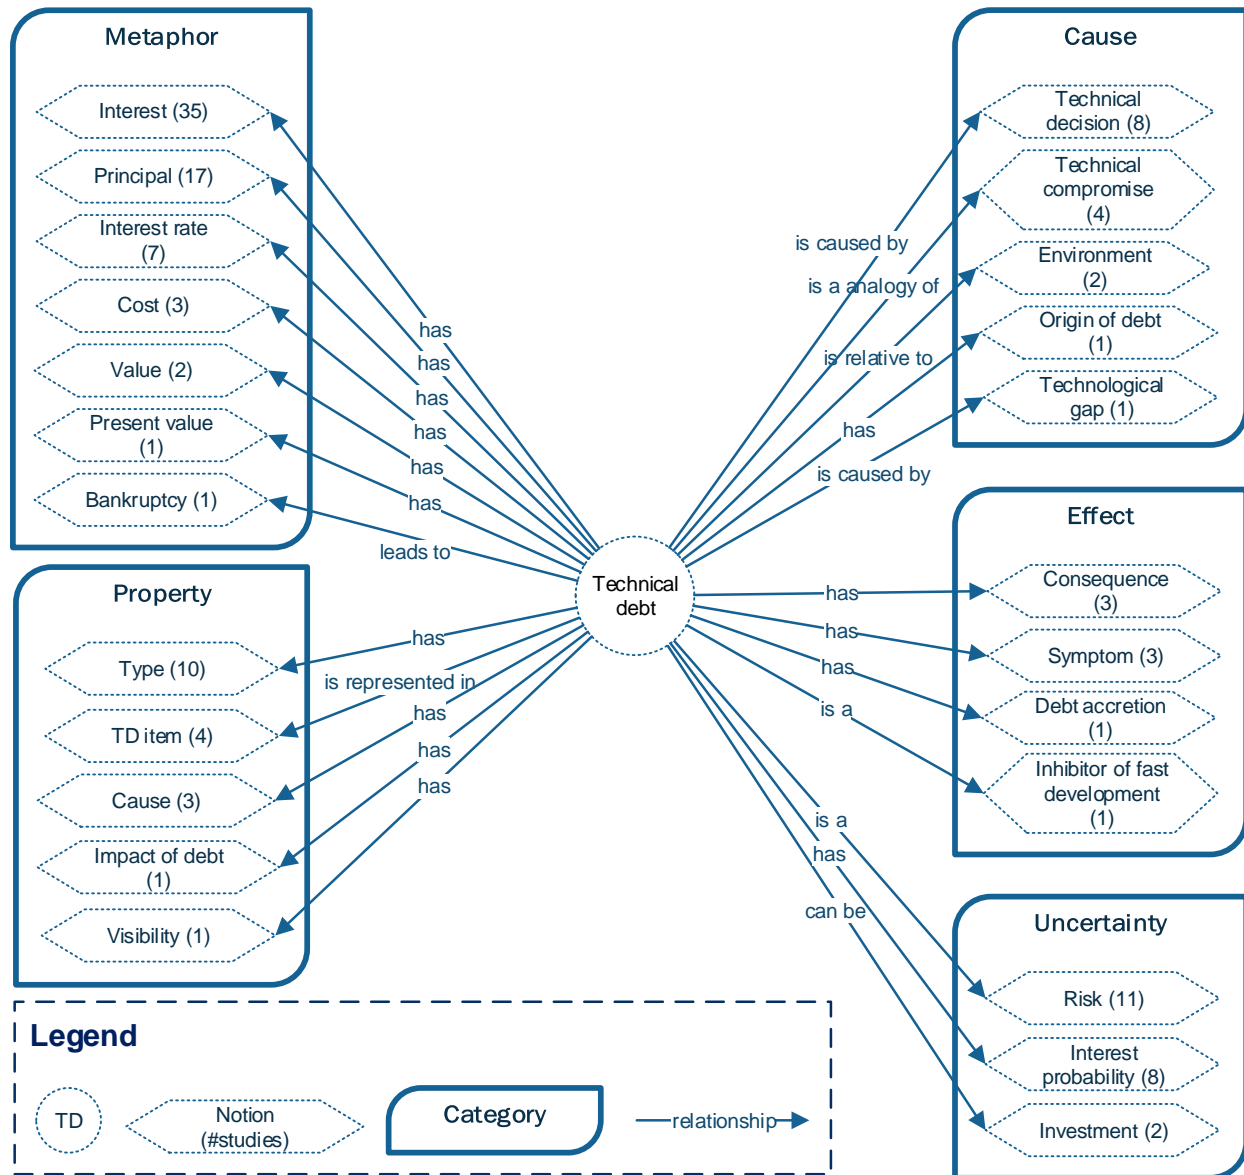 Metaphor
Interest (35)
Principal (17)
Interest rate
(7)
Cost (3)
Value (2)
Present value
(1)
Bankruptcy (1)
has
has
has
has
has
has
leads to
Property
Type (10)
TD item (4)
Cause (3)
Impact of debt
(1)
Visibility (1)
has
is represented in
has
has
has
Technical
debt
Cause
Technical
decision (8)
Technical
compromise
(4)
Environment
(2)
Origin of debt
(1)
Technological
gap (1)
is caused by
is a analogy of
is relative to
has
is caused by
Effect
Consequence
(3)
Symptom (3)
Debt accretion
(1)
Inhibitor of fast
development
(1)
has
has
has
is a
Uncertainty
Risk (11)
Interest
probability (8)
Investment (2)
is a
has
can be
Legend
TD
Notion
(#studies)
Category
relationship